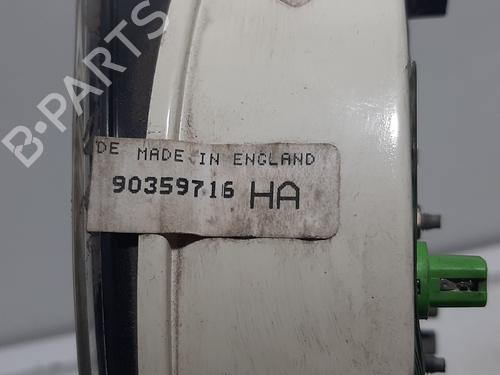 B-PARTS
DE MADE IN ENGLAND
90359716 HA